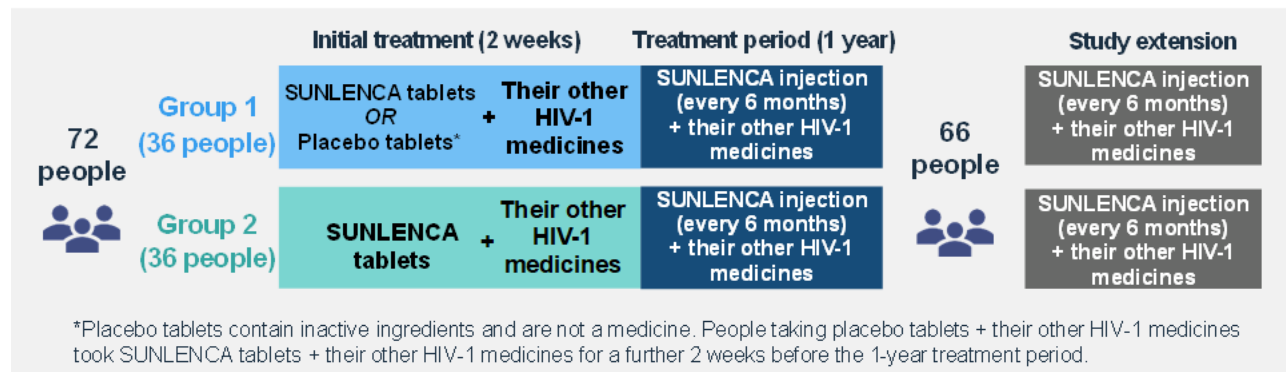 Initial treatment (2 weeks)
Treatment period (1 year)
Study extension
72
people
Group 1
(36 people)
SUNLENCA tablets
OR
Placebo tablets*
+
Their other
HIV-1
medicines
SUNLENCA injection
(every 6 months)
+ their other HIV-1
medicines
66
people
SUNLENCA injection
(every 6 months)
+ their other HIV-1
medicines
Group 2
(36 people)
SUNLENCA
tablets
+
Their other
HIV-1
medicines
SUNLENCA injection
(every 6 months)
+ their other HIV-1
medicines
SUNLENCA injection
(every 6 months)
+ their other HIV-1
medicines
*Placebo tablets contain inactive ingredients and are not a medicine. People taking placebo tablets + their other HIV-1 medicines
took SUNLENCA tablets + their other HIV-1 medicines for a further 2 weeks before the 1-year treatment period.